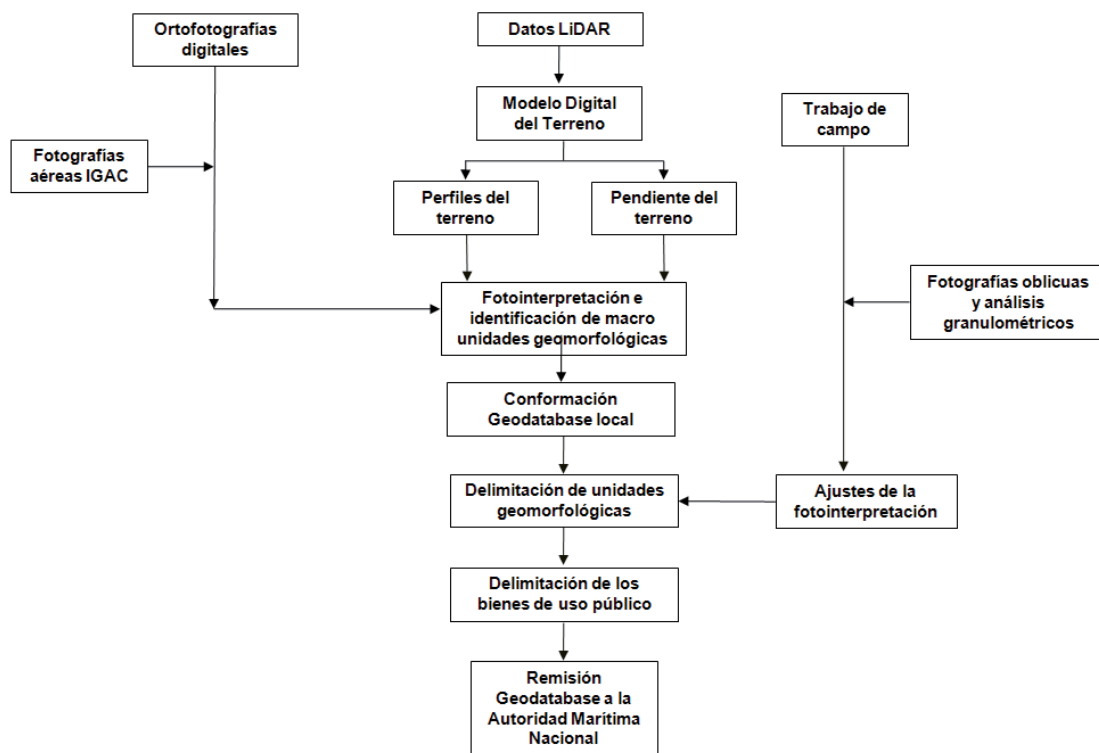 Ortofotografías
digitales
Datos LiDAR
Modelo Digital
del Terreno
Trabajo de
campo
Fotografías
aéreas IGAC
Perfiles del
terreno
Pendiente del
terreno
Fotointerpretación e
identificación de macro
unidades geomorfológicas
Fotografías oblicuas
y análisis
granulométricos
Conformación
Geodatabase local
Delimitación de unidades
geomorfológicas
Ajustes de la
fotointerpretación
Delimitación de los
bienes de uso público
Remisión
Geodatabase a la
Autoridad Marítima
Nacional